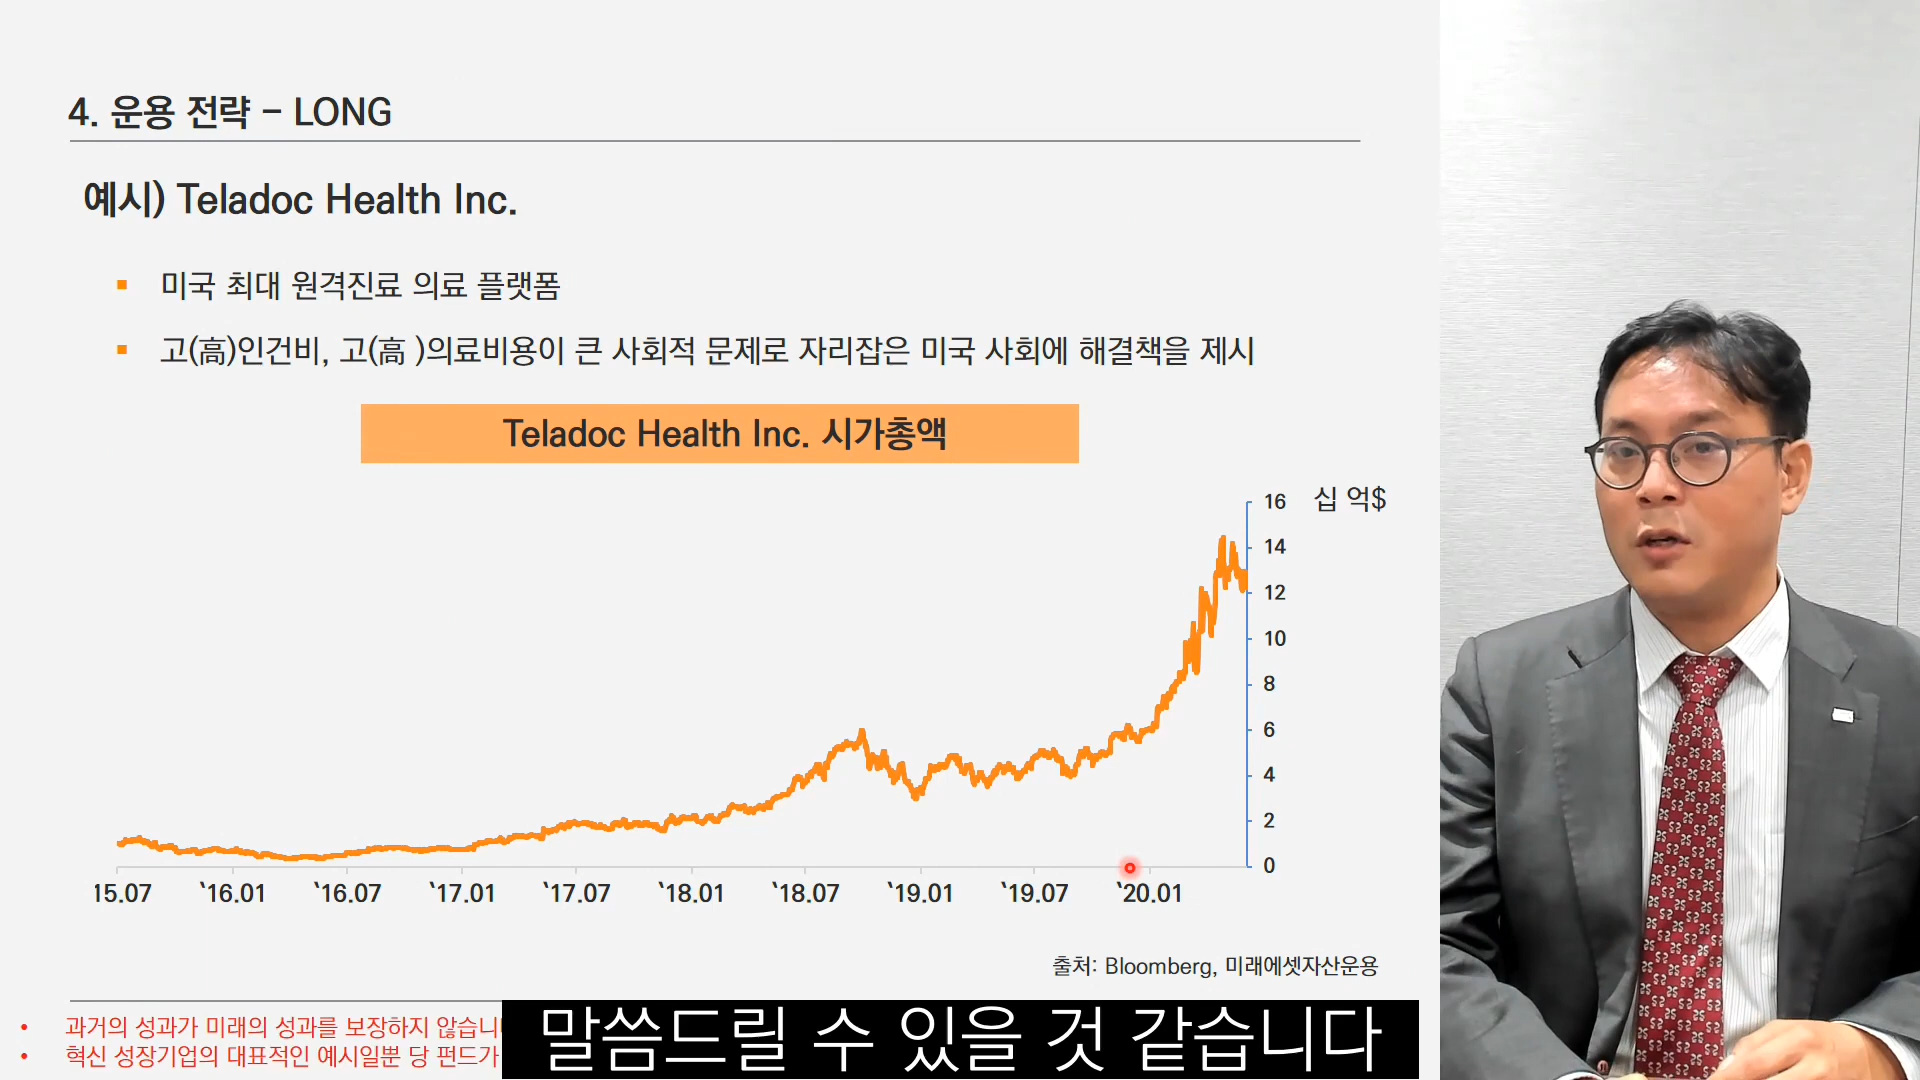 4. 운용 전략 – LONG
예시) Teladoc Health Inc.
▪ 미국 최대 원격진료 의료 플랫폼
▪ 고(高)인건비, 고(高 )의료비용이 큰 사회적 문제로 자리잡은 미국 사회에 해결책을 제시
Teladoc Health Inc. 시가총액
16 십 억$
14
12
10
8
6
4
2
0
15.07 '16.01 '16.07 '17.01 '17.07 '18.01 '18.07 '19.01 '19.07 '20.01
출처: Bloomberg, 미래에셋자산운용
• 과거의 성과가 미래의 성과를 보장하지 않습니
• 혁신 성장기업의 대표적인 예시일뿐 당 펀드가
말씀드릴 수 있을 것 같습니다